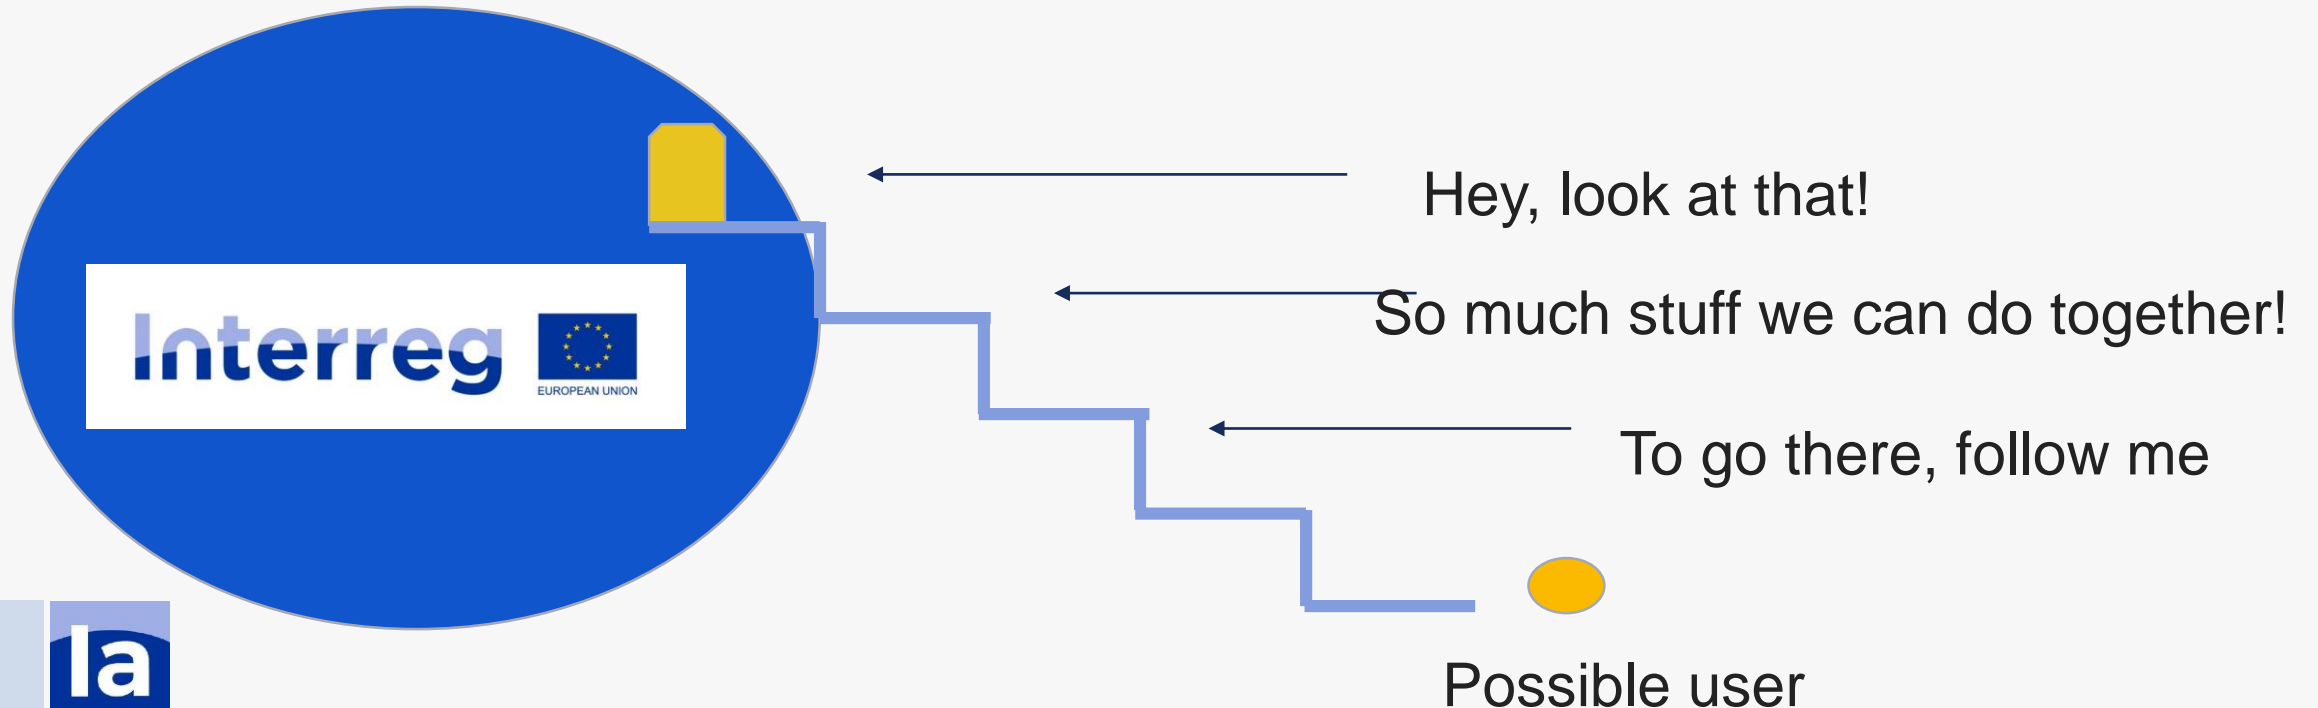 Hey, look at that!
So much stuff we can do together!
Interreg
EUROPEAN UNION
To go there, follow me
Ia
Possible user